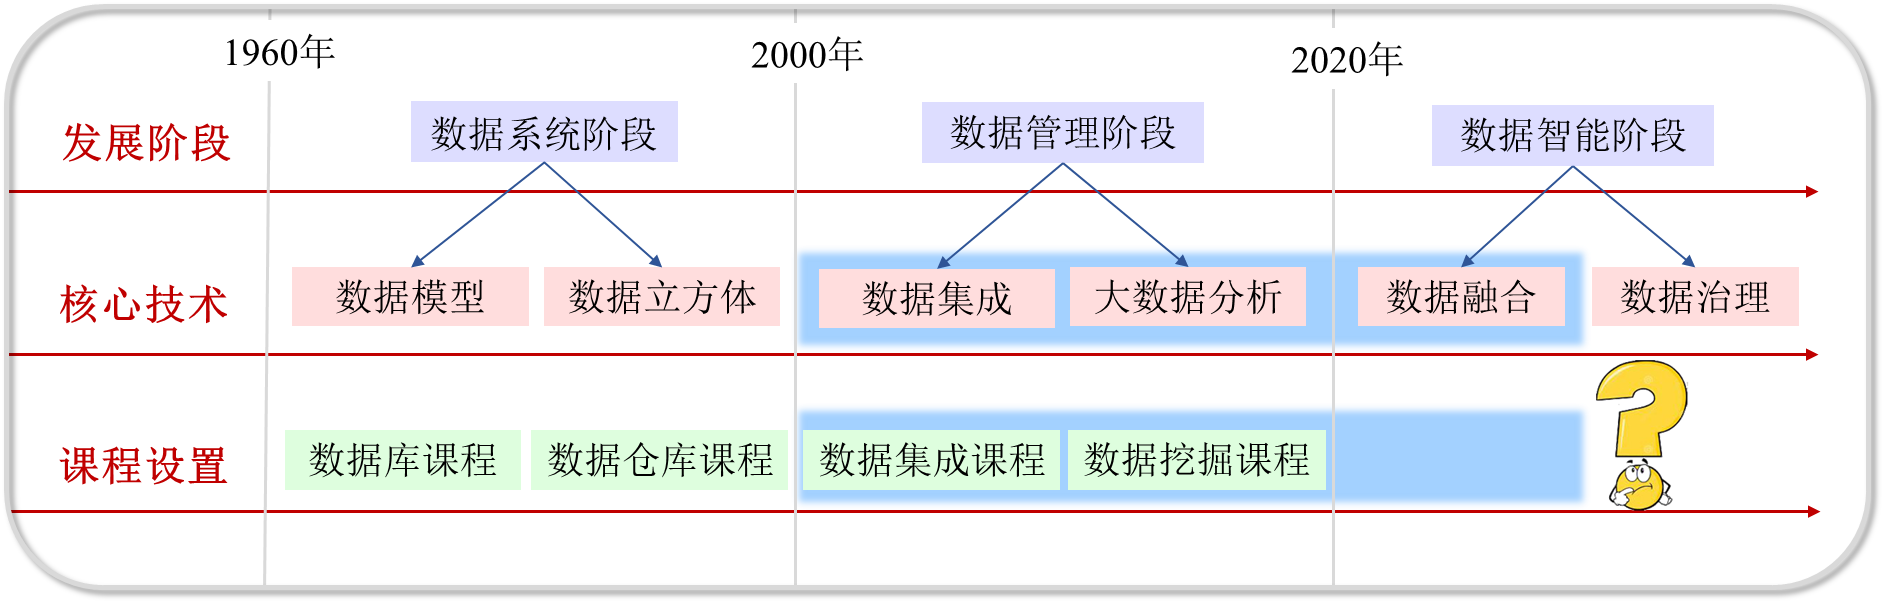 1960年
2000年
2020年
发展阶段
数据系统阶段
数据管理阶段
数据智能阶段
核心技术
数据模型
数据立方体
数据集成
大数据分析
数据融合
数据治理
课程设置
数据库课程
数据仓库课程
数据集成课程
数据挖掘课程